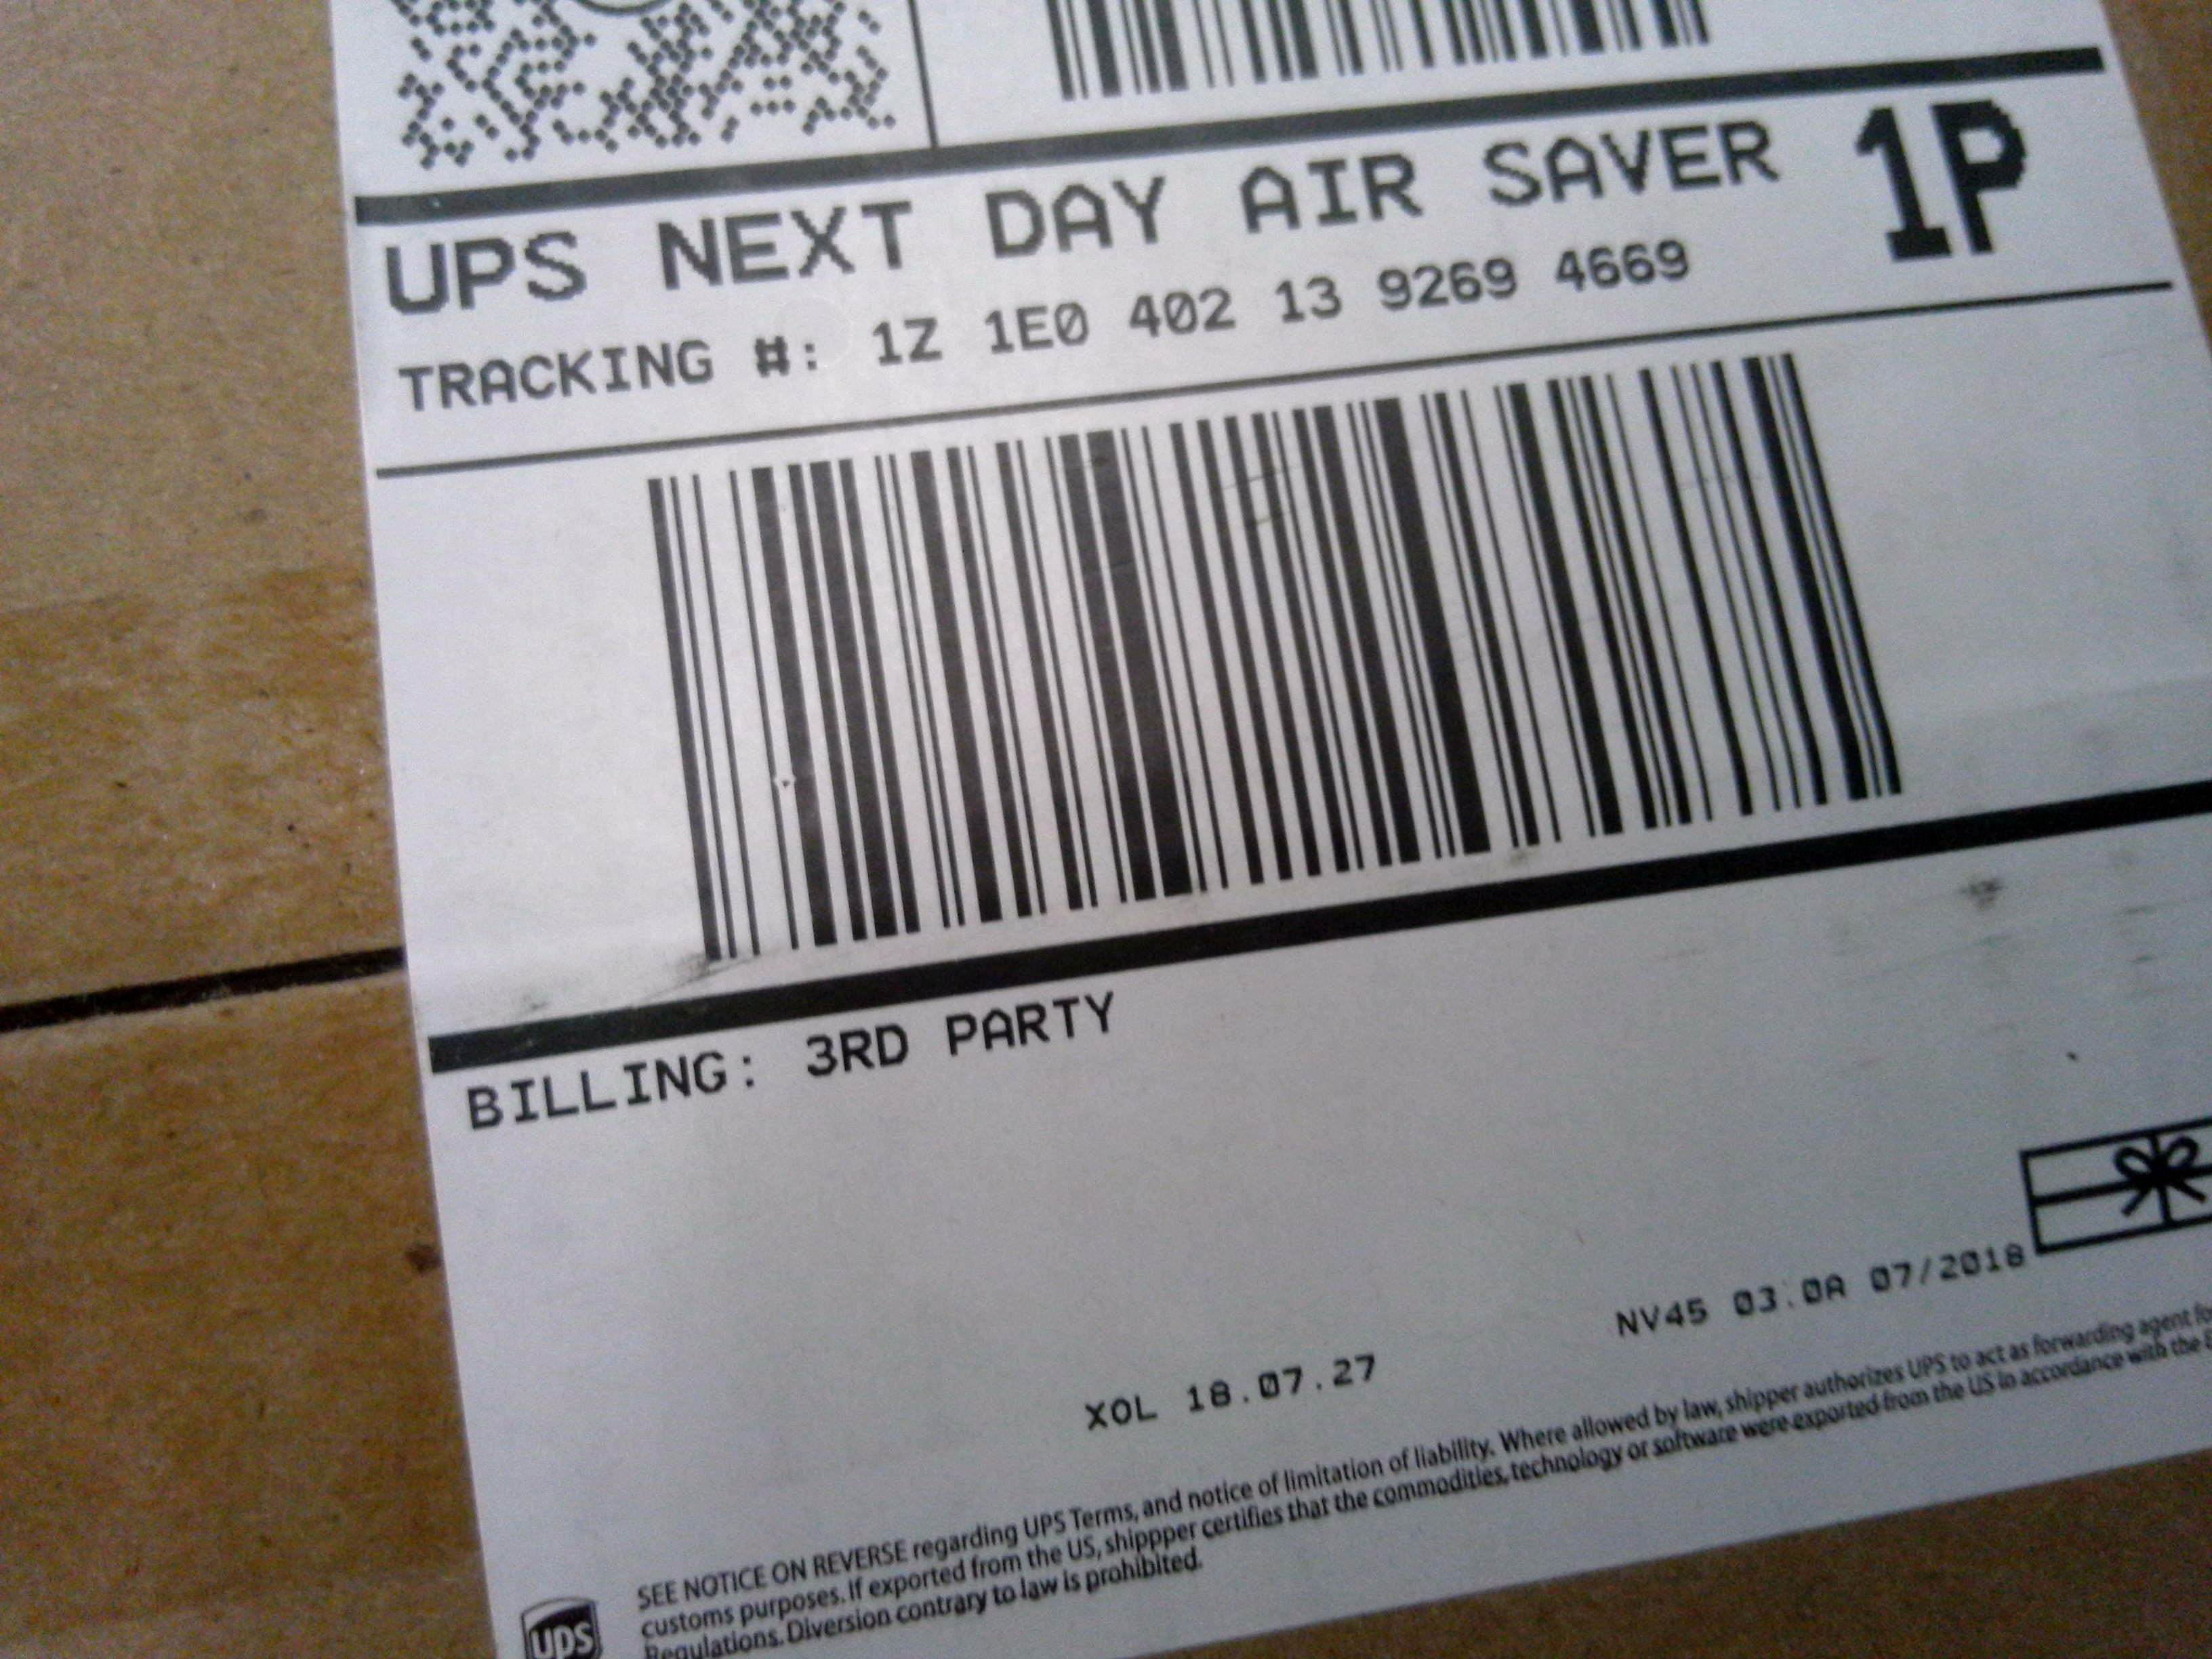 UPS NEXT DAY AIR SAVER 1P
TRACKING #: 1Z 1E0 402 13 9269 4669
BILLING: 3RD PARTY
XOL 18.07.27
NV45 03.0A 07/2018
SEE NOTICE ON REVERSE regarding UPS Terms, and notice of limitation of liability. Where allowed by law, shipper authorizes UPS to act as forwarding agent
customs purposes. If exported from the US, shippper certifies that the commodities, technology or software were exported from the US in accordance with the
Regulations. Diversion contrary to law is prohibited.
UPS